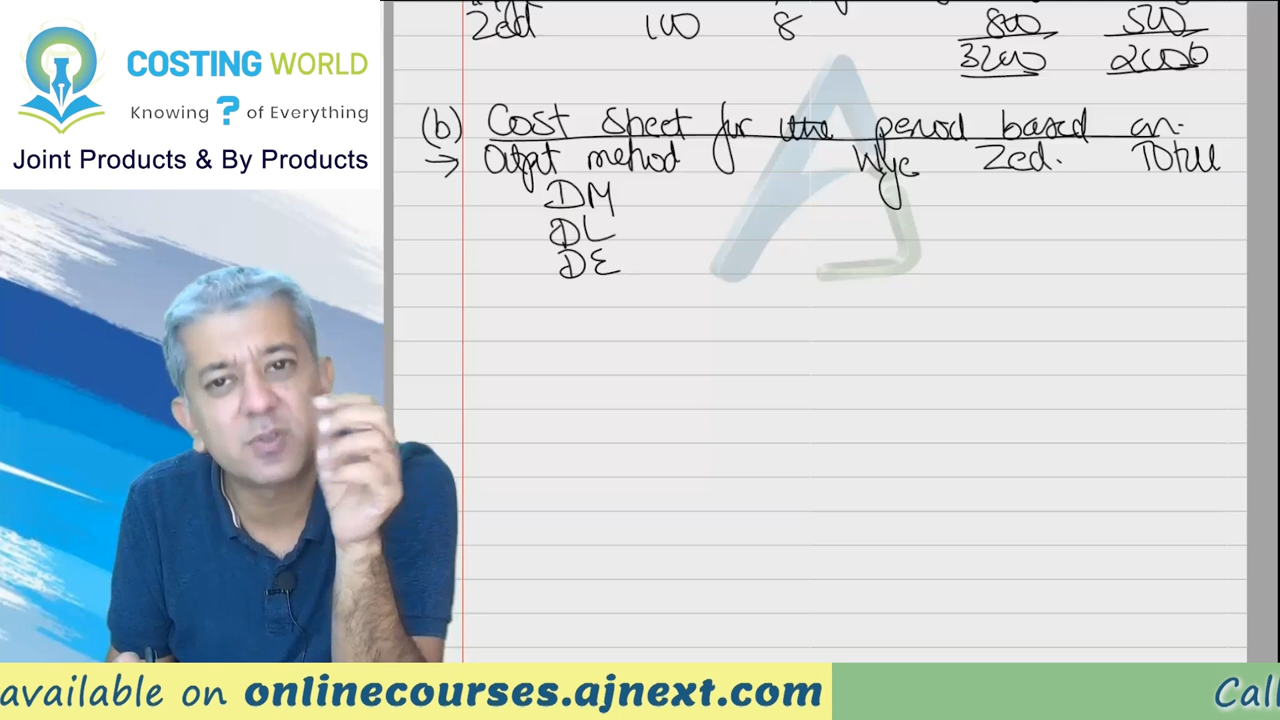 COSTING WORLD
Knowing ? of Everything
Joint Products & By Products
Zed 100 8 800 500
3200 2000
(b) Cost Sheet for the period based on
→ Output method Wye Zed. Total
DM
DL
DE
available on onlinecourses.ajnext.com
Call